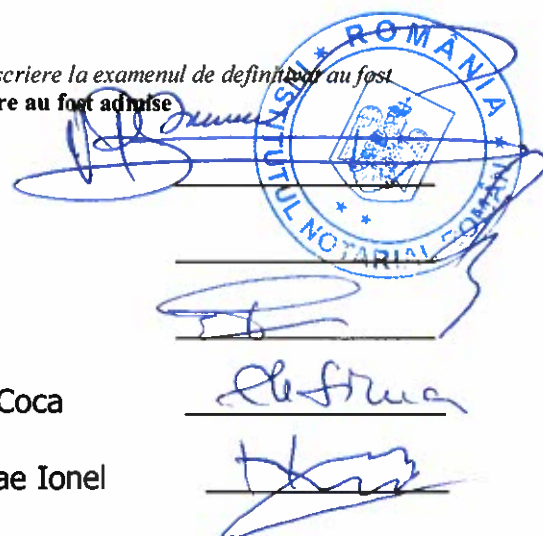 scriere la examenul de definitivat au fost
re au fost admise
ROMÂNIA
INSTITUTUL NOTARIAL ROMÂN
Coca
ae Ionel